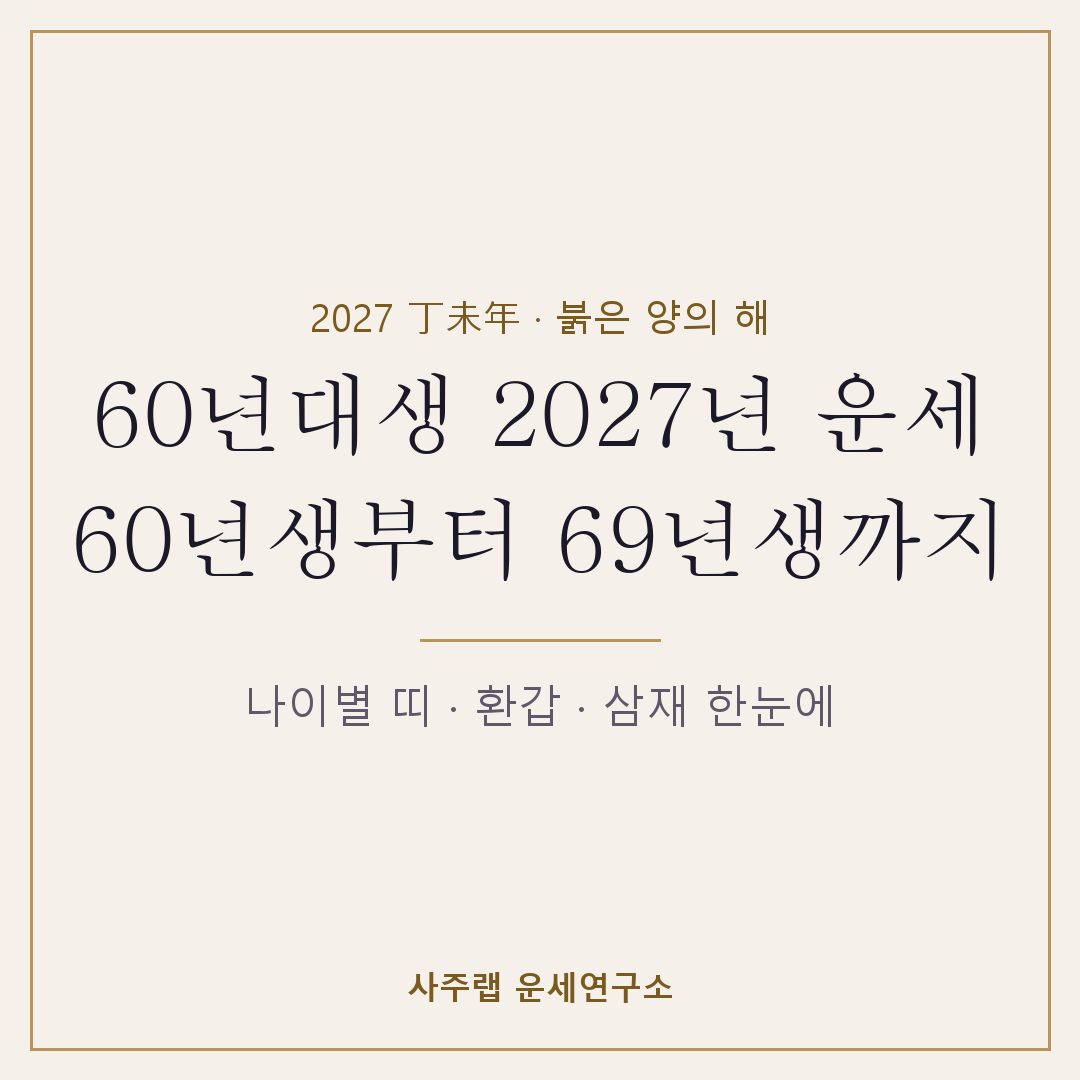 2027 丁未年 · 붉은 양의 해
60년대생 2027년 운세
60년생부터 69년생까지
나이별 띠 · 환갑 · 삼재 한눈에
사주랩 운세연구소